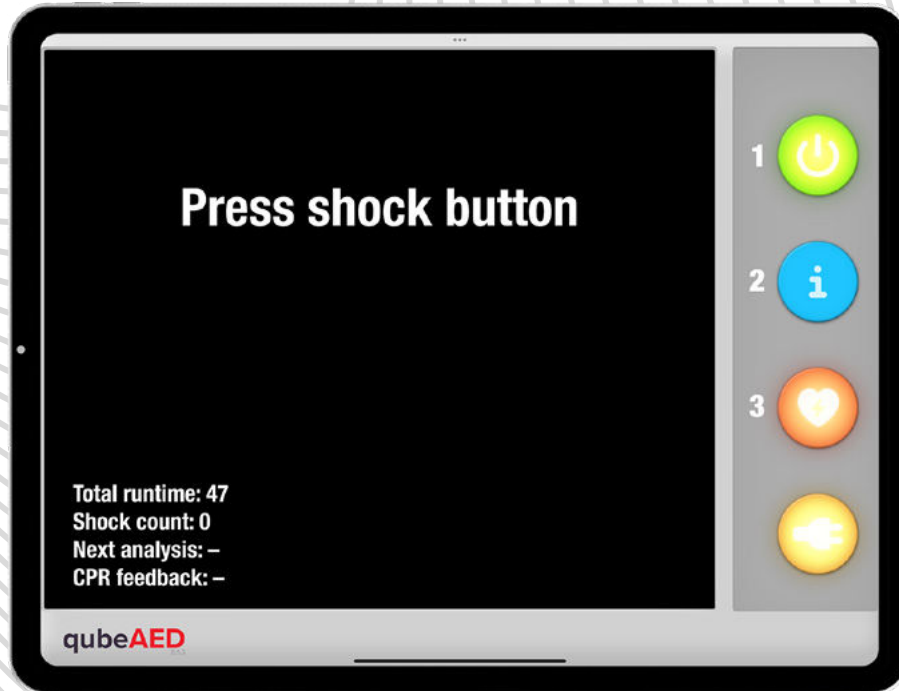 Press shock button
1
2
3
Total runtime: 47
Shock count: 0
Next analysis: –
CPR feedback: –
qubeAED